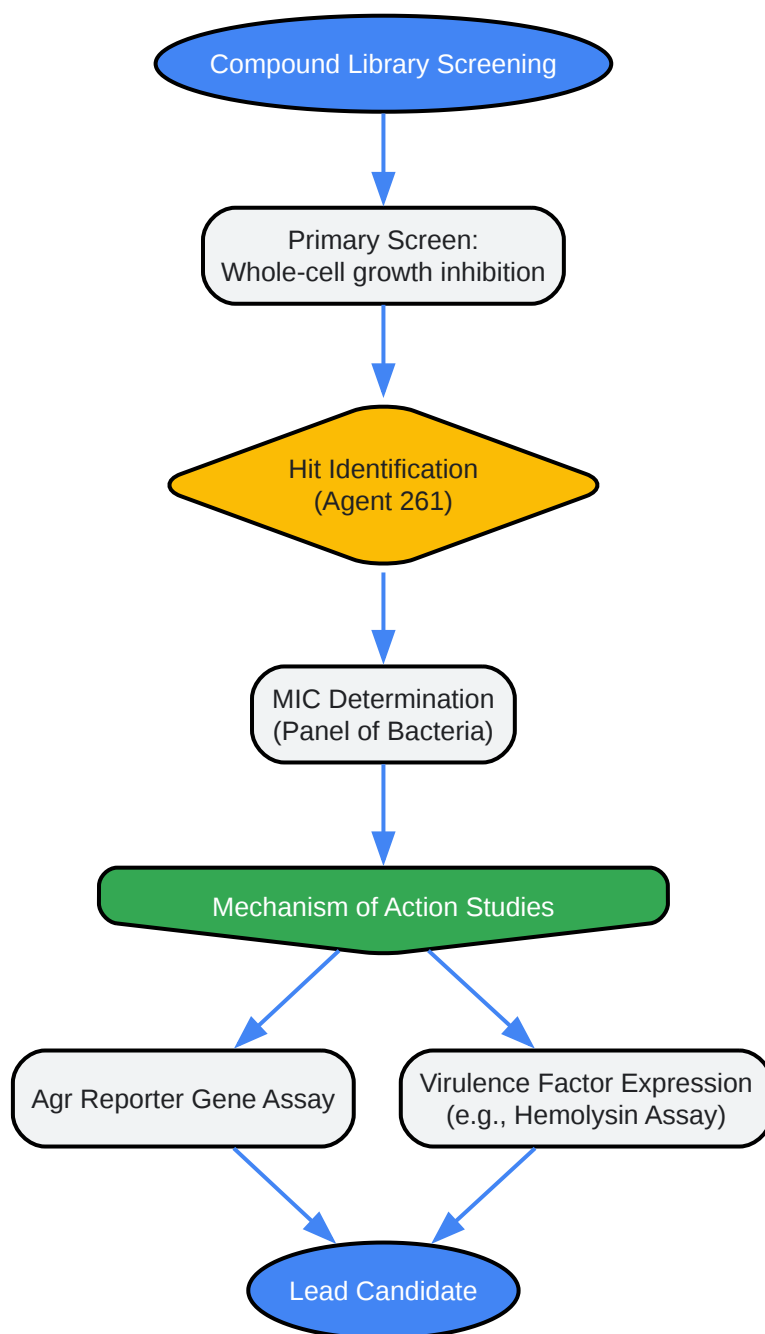 Compound Library Screening
Primary Screen:
Whole-cell growth inhibition
Hit Identification
(Agent 261)
MIC Determination
(Panel of Bacteria)
Mechanism of Action Studies
Agr Reporter Gene Assay
Virulence Factor Expression
(e.g., Hemolysin Assay)
Lead Candidate